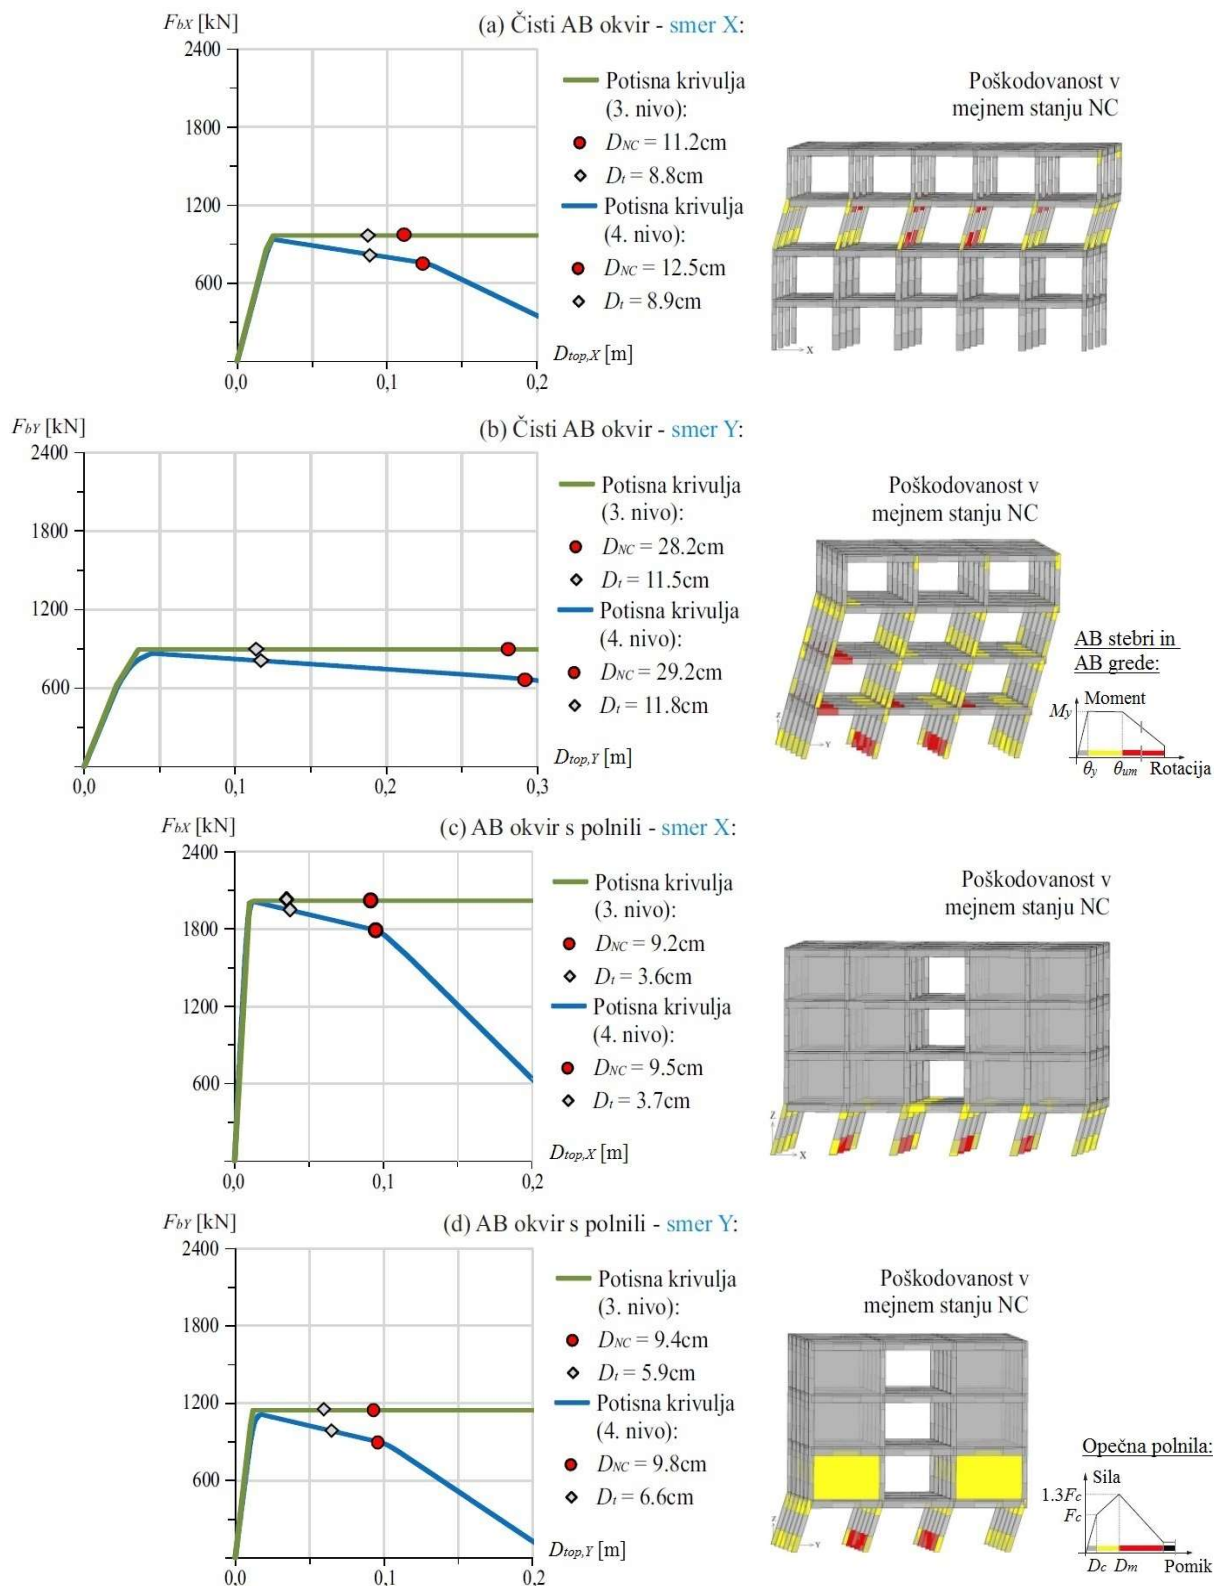 FbX [kN]
(a) Čisti AB okvir - smer X:
2400
1800
1200
600
0,0
0,1
0,2
Dtop,X [m]
Potisna krivulja
(3. nivo):
DNC = 11.2cm
Dt = 8.8cm
Potisna krivulja
(4. nivo):
DNC = 12.5cm
Dt = 8.9cm
Poškodovanost v
mejnem stanju NC
X
FbY [kN]
(b) Čisti AB okvir - smer Y:
2400
1800
1200
600
0,0
0,1
0,2
0,3
Dtop,Y [m]
Potisna krivulja
(3. nivo):
DNC = 28.2cm
Dt = 11.5cm
Potisna krivulja
(4. nivo):
DNC = 29.2cm
Dt = 11.8cm
Poškodovanost v
mejnem stanju NC
Z
Y
AB stebri in
AB grede:
Moment
My
θy
θum
Rotacija
FbX [kN]
(c) AB okvir s polnili - smer X:
2400
1800
1200
600
0,0
0,1
0,2
Dtop,X [m]
Potisna krivulja
(3. nivo):
DNC = 9.2cm
Dt = 3.6cm
Potisna krivulja
(4. nivo):
DNC = 9.5cm
Dt = 3.7cm
Poškodovanost v
mejnem stanju NC
Z
X
FbY [kN]
(d) AB okvir s polnili - smer Y:
2400
1800
1200
600
0,0
0,1
0,2
Dtop,Y [m]
Potisna krivulja
(3. nivo):
DNC = 9.4cm
Dt = 5.9cm
Potisna krivulja
(4. nivo):
DNC = 9.8cm
Dt = 6.6cm
Poškodovanost v
mejnem stanju NC
Z
Y
Opečna polnila:
Sila
1.3Fc
Fc
Dc
Dm
Pomik